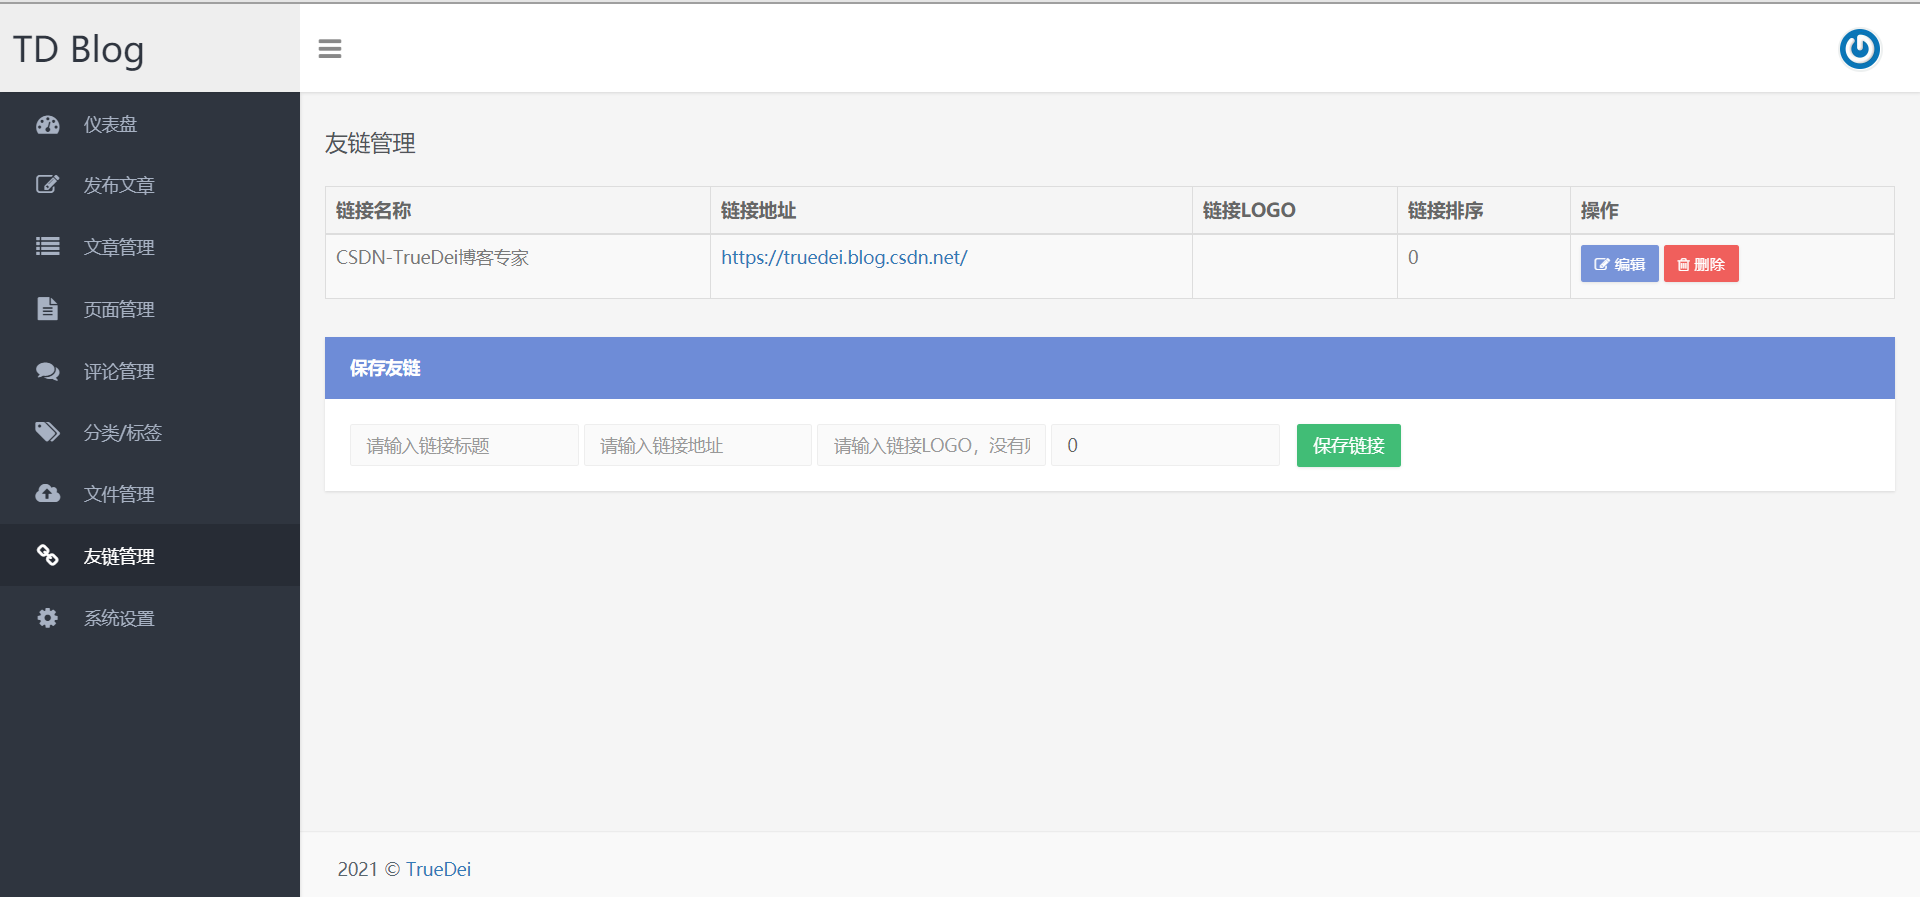 TD Blog
仪表盘
发布文章
文章管理
页面管理
评论管理
分类/标签
文件管理
友链管理
系统设置
友链管理
链接名称 链接地址 链接LOGO 链接排序 操作
CSDN-TrueDei博客专家 https://truedei.blog.csdn.net/ 0 编辑 删除
保存友链
请输入链接标题 请输入链接地址 请输入链接LOGO，没有 0 保存链接
2021 © TrueDei